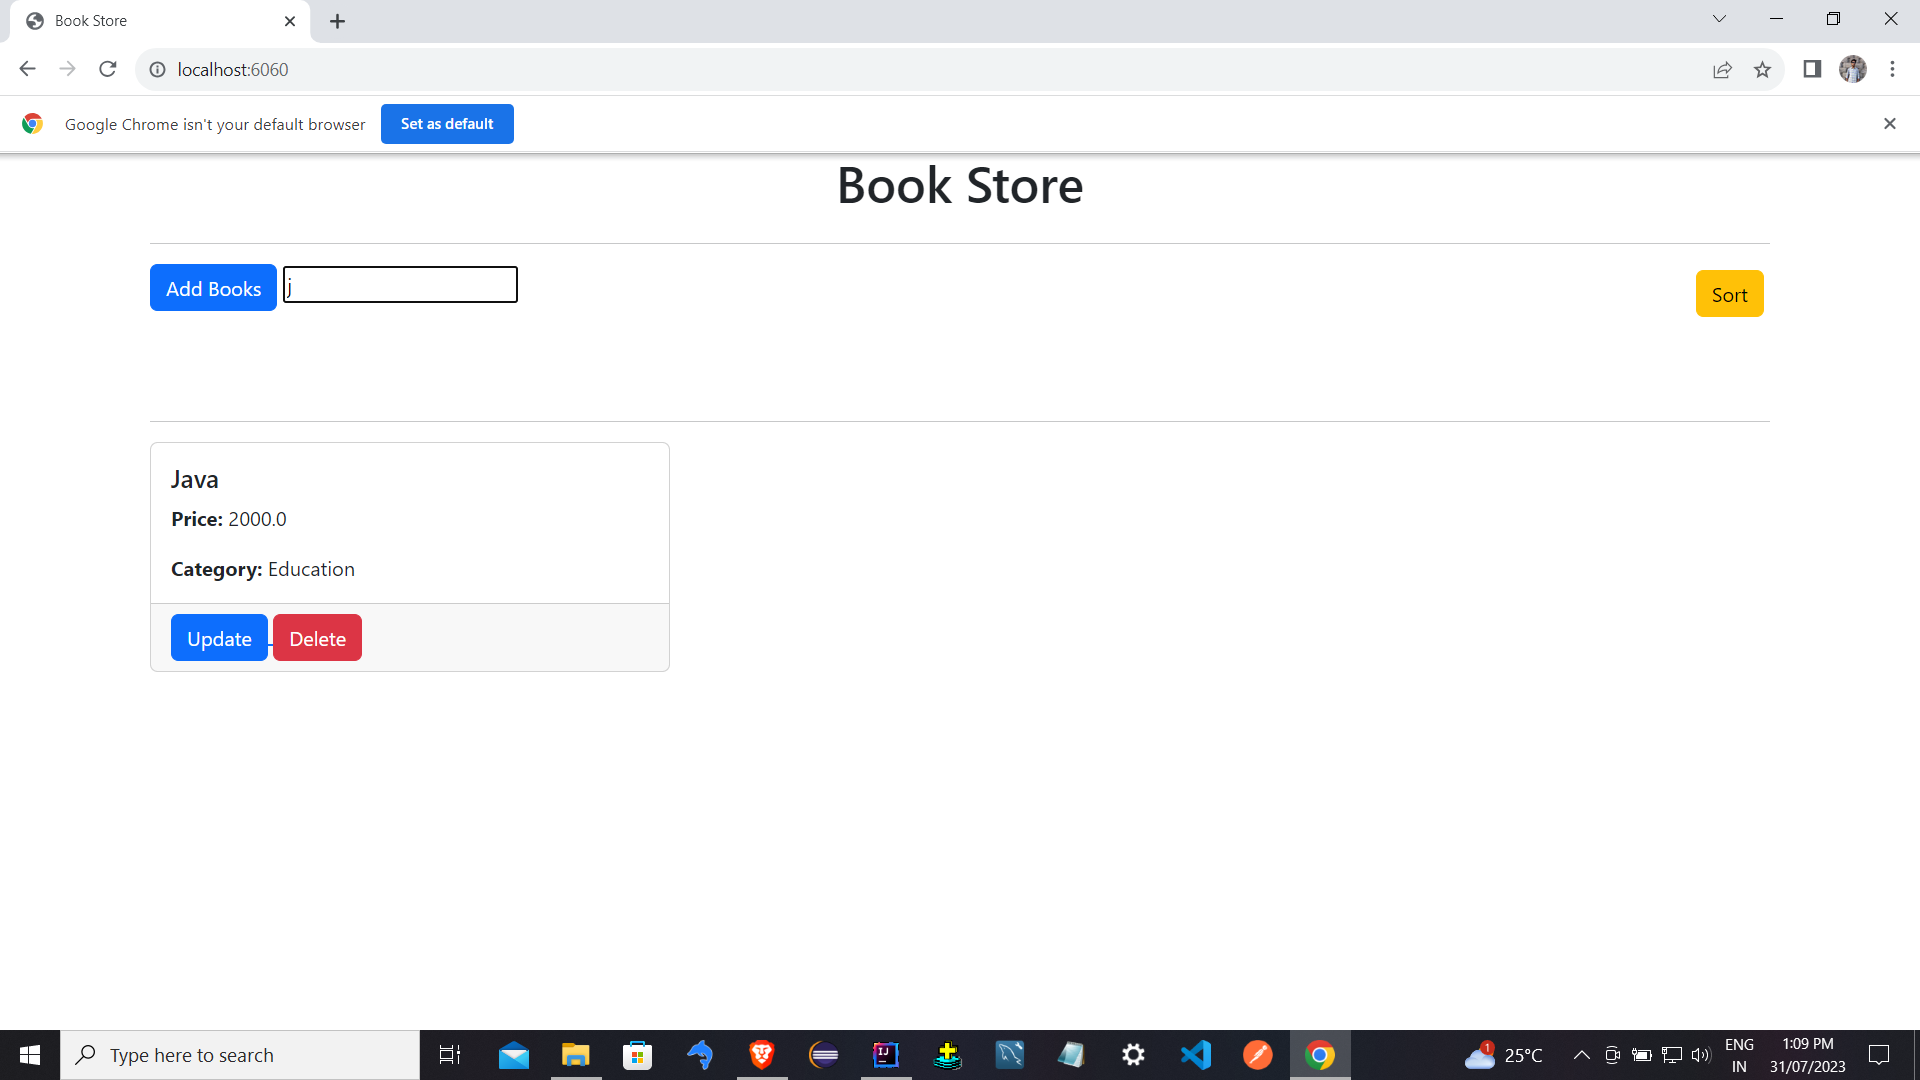 Book Store
localhost:6060
Google Chrome isn't your default browser Set as default
Book Store
Add Books j Sort
Java
Price: 2000.0
Category: Education
Update Delete
Type here to search 1 25°C ENG 1:09 PM
IN 31/07/2023